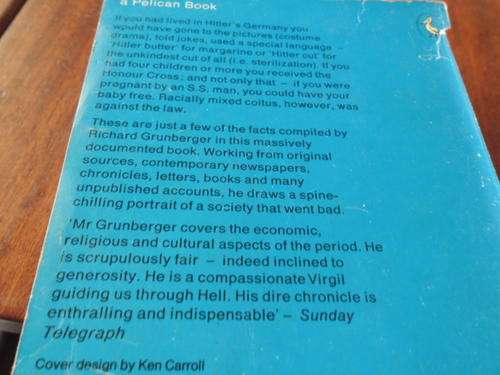 a Pelican Book
If you had lived in Hitler's Germany you
would have gone to the pictures (costume
drama), told jokes, used a special language –
'Hitler butter' for margarine or 'Hitler cut' for
the unkindest cut of all (i.e. sterilization). If you
had four children or more you received the
Honour Cross; and not only that – if you were
pregnant by an S.S. man, you could have your
baby free. Racially mixed coitus, however, was
against the law.
These are just a few of the facts compiled by
Richard Grunberger in this massively
documented book. Working from original
sources, contemporary newspapers,
chronicles, letters, books and many
unpublished accounts, he draws a spine-
chilling portrait of a society that went bad.
'Mr Grunberger covers the economic,
religious and cultural aspects of the period. He
is scrupulously fair – indeed inclined to
generosity. He is a compassionate Virgil
guiding us through Hell. His dire chronicle is
enthralling and indispensable' – Sunday
Telegraph
Cover design by Ken Carroll